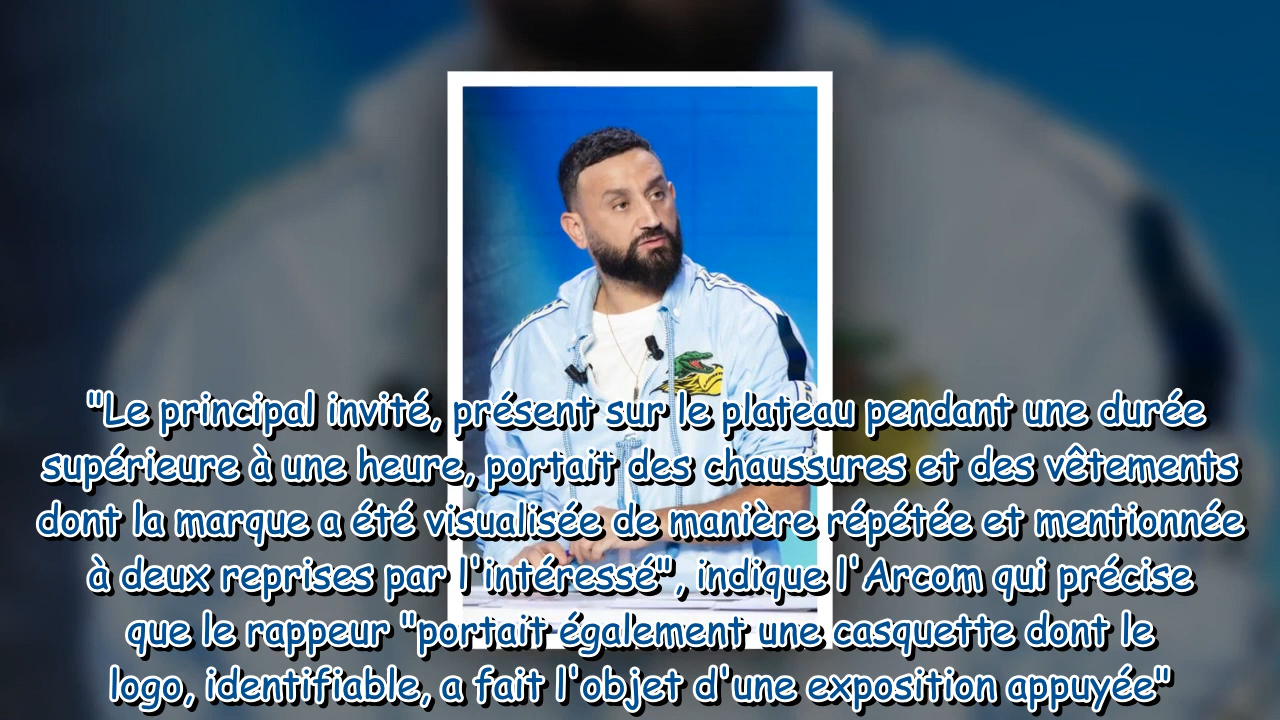 "Le principal invité, présent sur le plateau pendant une durée
supérieure à une heure, portait des chaussures et des vêtements
dont la marque a été visualisée de manière répétée et mentionnée
à deux reprises par l'intéressé", indique l'Arcom qui précise
que le rappeur "portait également une casquette dont le
logo, identifiable, a fait l'objet d'une exposition appuyée"